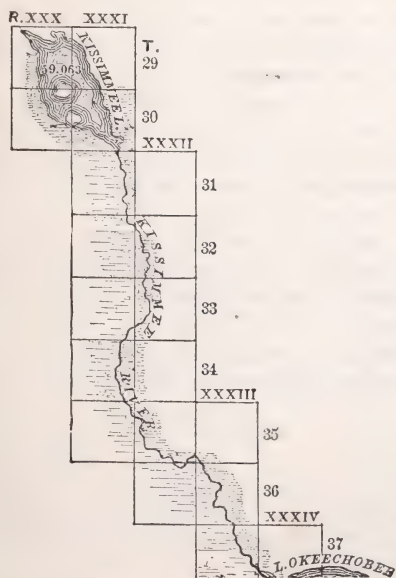 R. XXX XXXI
T.
29
KISSIMMEE L.
59.063
30
XXXII
31
32
KISSIMMEE
33
34
XXXIII
RIVER
35
36
XXXIV
37
L. OKEECHOBEE